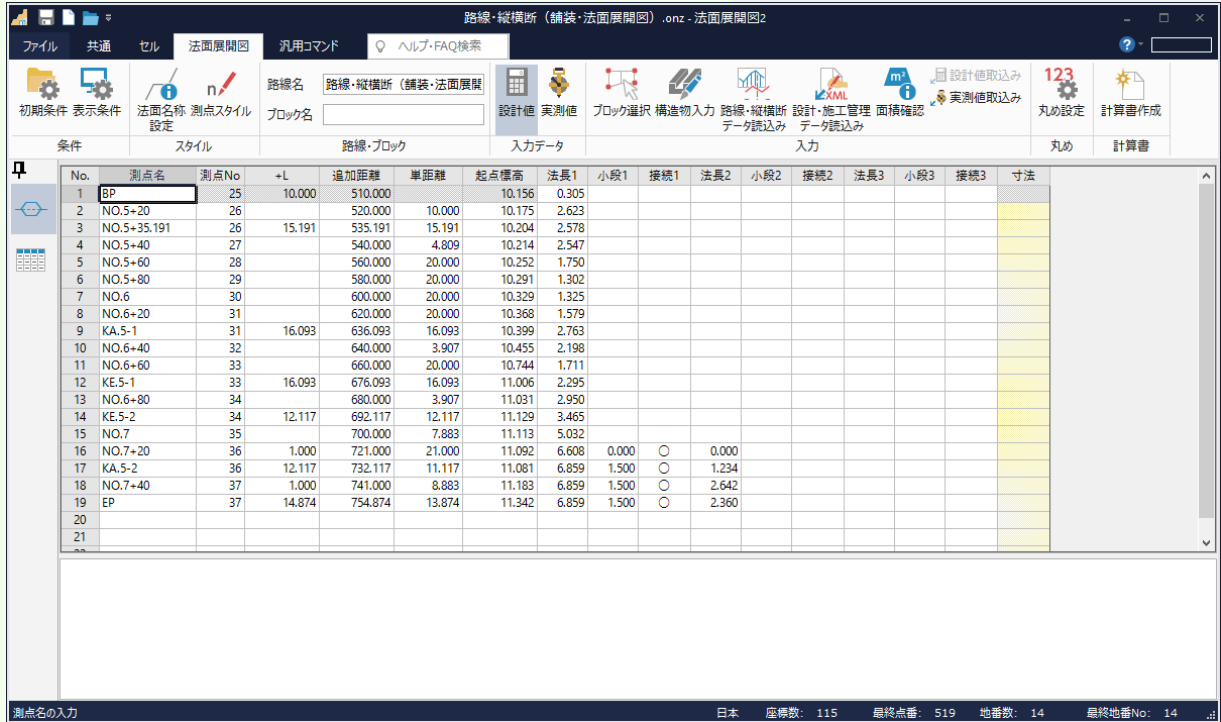 路線・縦横断（舗装・法面展開図）.onz - 法面展開図2
ファイル 共通 セル 法面展開図 汎用コマンド ヘルプ・FAQ検索
初期条件 表示条件 法面名称設定 測点スタイル
路線名 路線・縦横断（舗装・法面展開
ブロック名
設計値 実測値 ブロック選択 構造物入力 路線・縦横断データ読込み 設計・施工管理データ読込み XML 面積確認 m² 設計値取込み
実測値取込み
123 丸め設定 計算書作成
条件 スタイル 路線・ブロック 入力データ 入力 丸め 計算書
No. 測点名 測点No +L 追加距離 単距離 起点標高 法長1 小段1 接続1 法長2 小段2 接続2 法長3 小段3 接続3 寸法
1 BP 25 10.000 510.000 10.156 0.305
2 NO.5+20 26 520.000 10.000 10.175 2.623
3 NO.5+35.191 26 15.191 535.191 15.191 10.204 2.578
4 NO.5+40 27 540.000 4.809 10.214 2.547
5 NO.5+60 28 560.000 20.000 10.252 1.750
6 NO.5+80 29 580.000 20.000 10.291 1.302
7 NO.6 30 600.000 20.000 10.329 1.325
8 NO.6+20 31 620.000 20.000 10.368 1.579
9 KA.5-1 31 16.093 636.093 16.093 10.399 2.763
10 NO.6+40 32 640.000 3.907 10.455 2.198
11 NO.6+60 33 660.000 20.000 10.744 1.711
12 KE.5-1 33 16.093 676.093 16.093 11.006 2.295
13 NO.6+80 34 680.000 3.907 11.031 2.950
14 KE.5-2 34 12.117 692.117 12.117 11.129 3.465
15 NO.7 35 700.000 7.883 11.113 5.032
16 NO.7+20 36 1.000 721.000 21.000 11.092 6.608 0.000 ○ 0.000
17 KA.5-2 36 12.117 732.117 11.117 11.081 6.859 1.500 ○ 1.234
18 NO.7+40 37 1.000 741.000 8.883 11.183 6.859 1.500 ○ 2.642
19 EP 37 14.874 754.874 13.874 11.342 6.859 1.500 ○ 2.360
20
21
測点名の入力 日本 座標数: 115 最終点番: 519 地番数: 14 最終地番No: 14